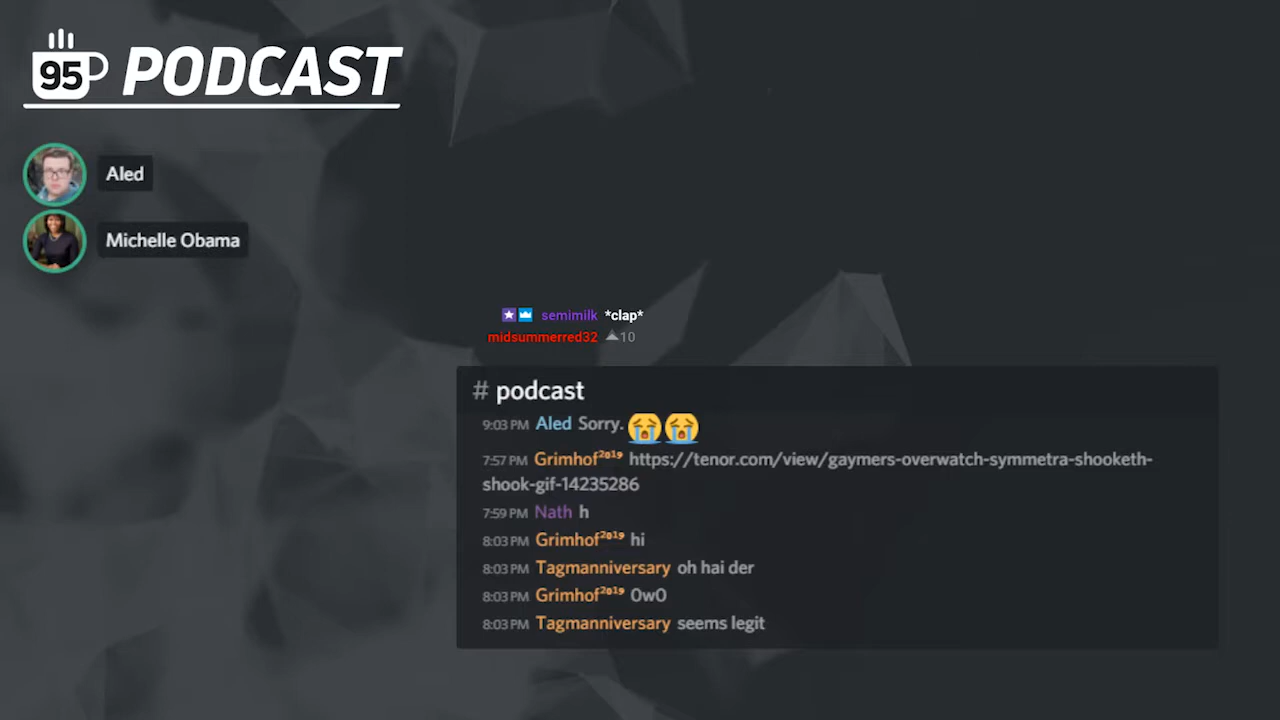 95 PODCAST
Aled
Michelle Obama
semimilk *clap*
midsummerred32 10
# podcast
9:03 PM Aled Sorry. 😭😭
7:57 PM Grimhof²⁰¹⁹ https://tenor.com/view/gaymers-overwatch-symmetra-shooketh-
shook-gif-14235286
7:59 PM Nath h
8:03 PM Grimhof²⁰¹⁹ hi
8:03 PM Tagmanniversary oh hai der
8:03 PM Grimhof²⁰¹⁹ OwO
8:03 PM Tagmanniversary seems legit